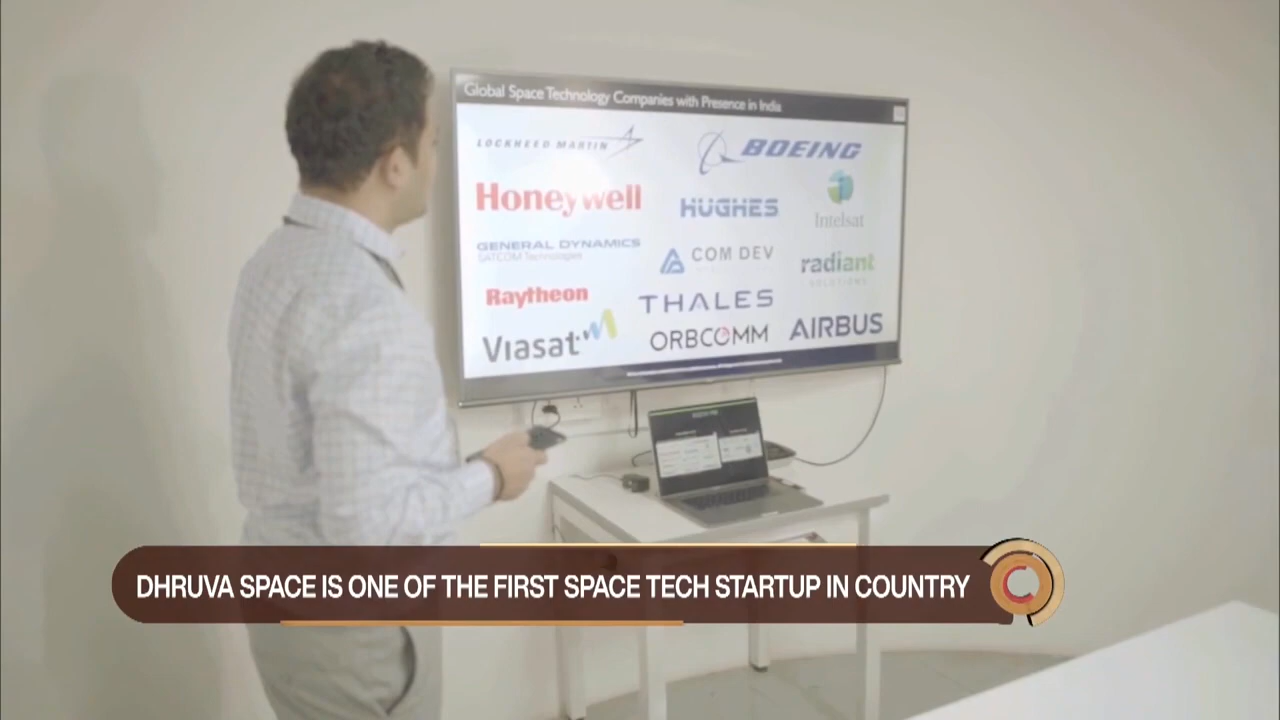 Global Space Technology Companies with Presence in India
LOCKHEED MARTIN
BOEING
Honeywell
HUGHES
Intelsat
GENERAL DYNAMICS
SATCOM Technologies
COM DEV
radiant
SOLUTIONS
Raytheon
THALES
Viasat
ORBCOMM
AIRBUS
DHRUVA SPACE IS ONE OF THE FIRST SPACE TECH STARTUP IN COUNTRY